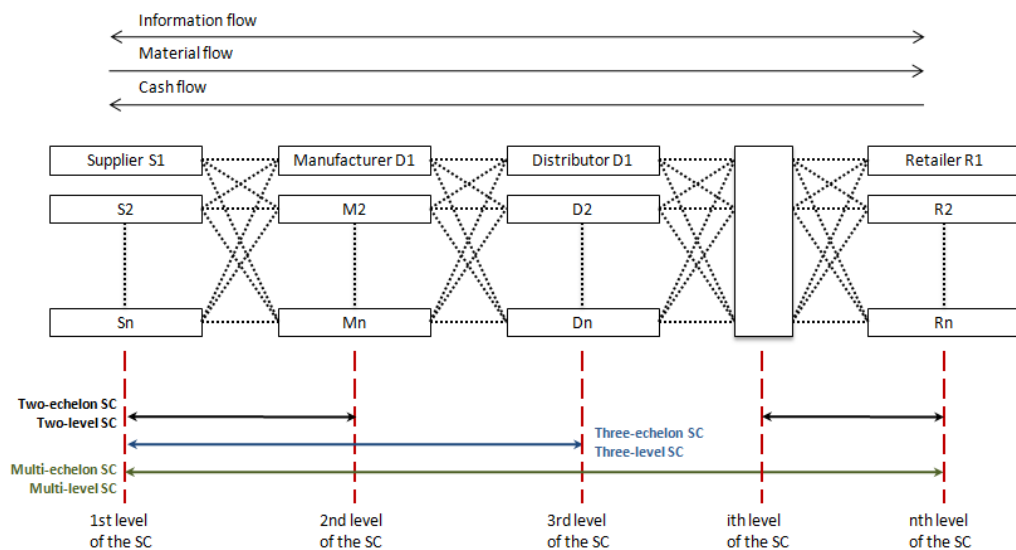 Information flow
Material flow
Cash flow
Supplier S1
Manufacturer D1
Distributor D1
Retailer R1
S2
M2
D2
R2
Sn
Mn
Dn
Rn
Two-echelon SC
Two-level SC
Three-echelon SC
Three-level SC
Multi-echelon SC
Multi-level SC
1st level
of the SC
2nd level
of the SC
3rd level
of the SC
ith level
of the SC
nth level
of the SC